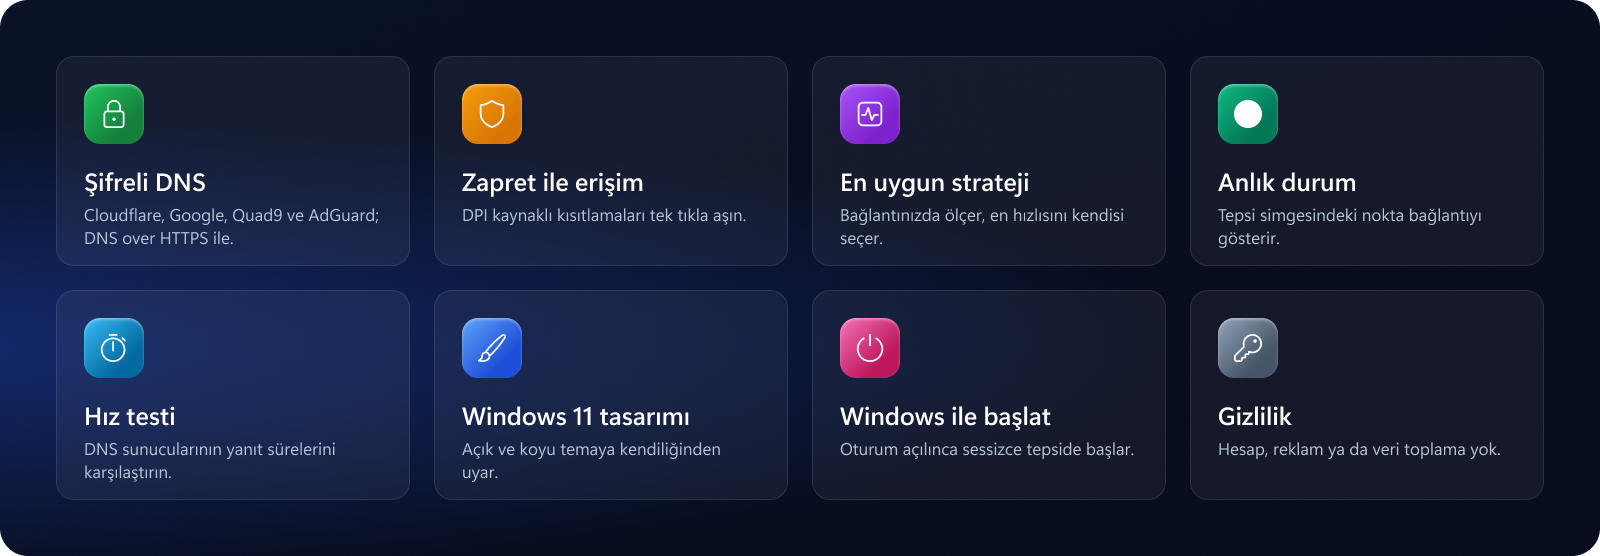 Şifreli DNS
Cloudflare, Google, Quad9 ve AdGuard;
DNS over HTTPS ile.
Zapret ile erişim
DPI kaynaklı kısıtlamaları tek tıkla aşın.
En uygun strateji
Bağlantınızda ölçer, en hızlısını kendisi
seçer.
Anlık durum
Tepsi simgesindeki nokta bağlantıyı
gösterir.
Hız testi
DNS sunucularının yanıt sürelerini
karşılaştırın.
Windows 11 tasarımı
Açık ve koyu temaya kendiliğinden
uyar.
Windows ile başlat
Oturum açılınca sessizce tepside başlar.
Gizlilik
Hesap, reklam ya da veri toplama yok.